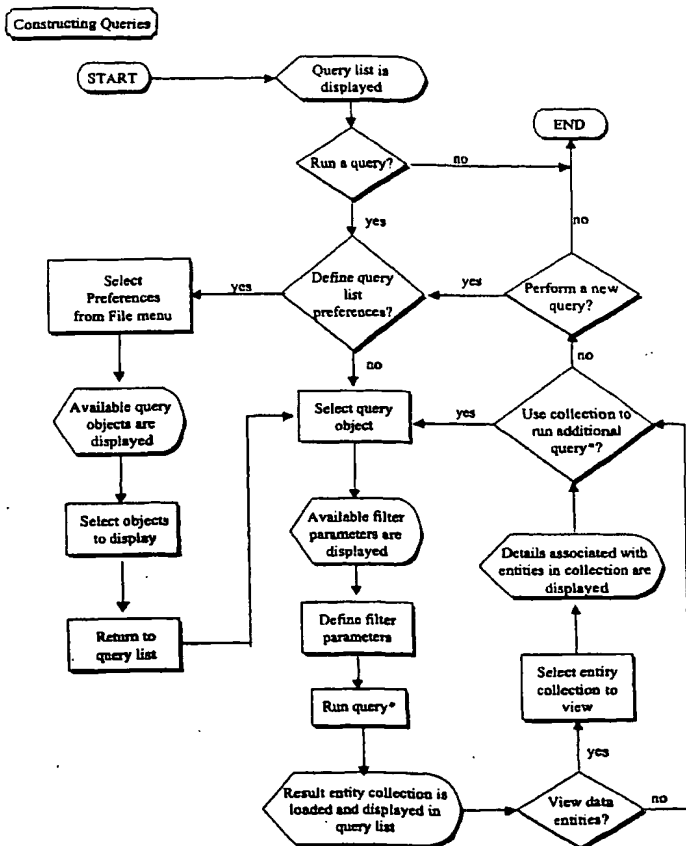 Constructing Queries
START
Query list is
displayed
END
Run a query?
no
yes
no
Select
Preferences
from File menu
yes
Define query
list
preferences?
yes
Perform a new
query?
no
no
Available query
objects are
displayed
Select query
object
yes
Use collection to
run additional
query*?
Select objects
to display
Available filter
parameters are
displayed
Details associated with
entities in collection are
displayed
Return to
query list
Define filter
parameters
Select entity
collection to
view
Run query*
yes
Result entity collection is
loaded and displayed in
query list
View data
entities?
no